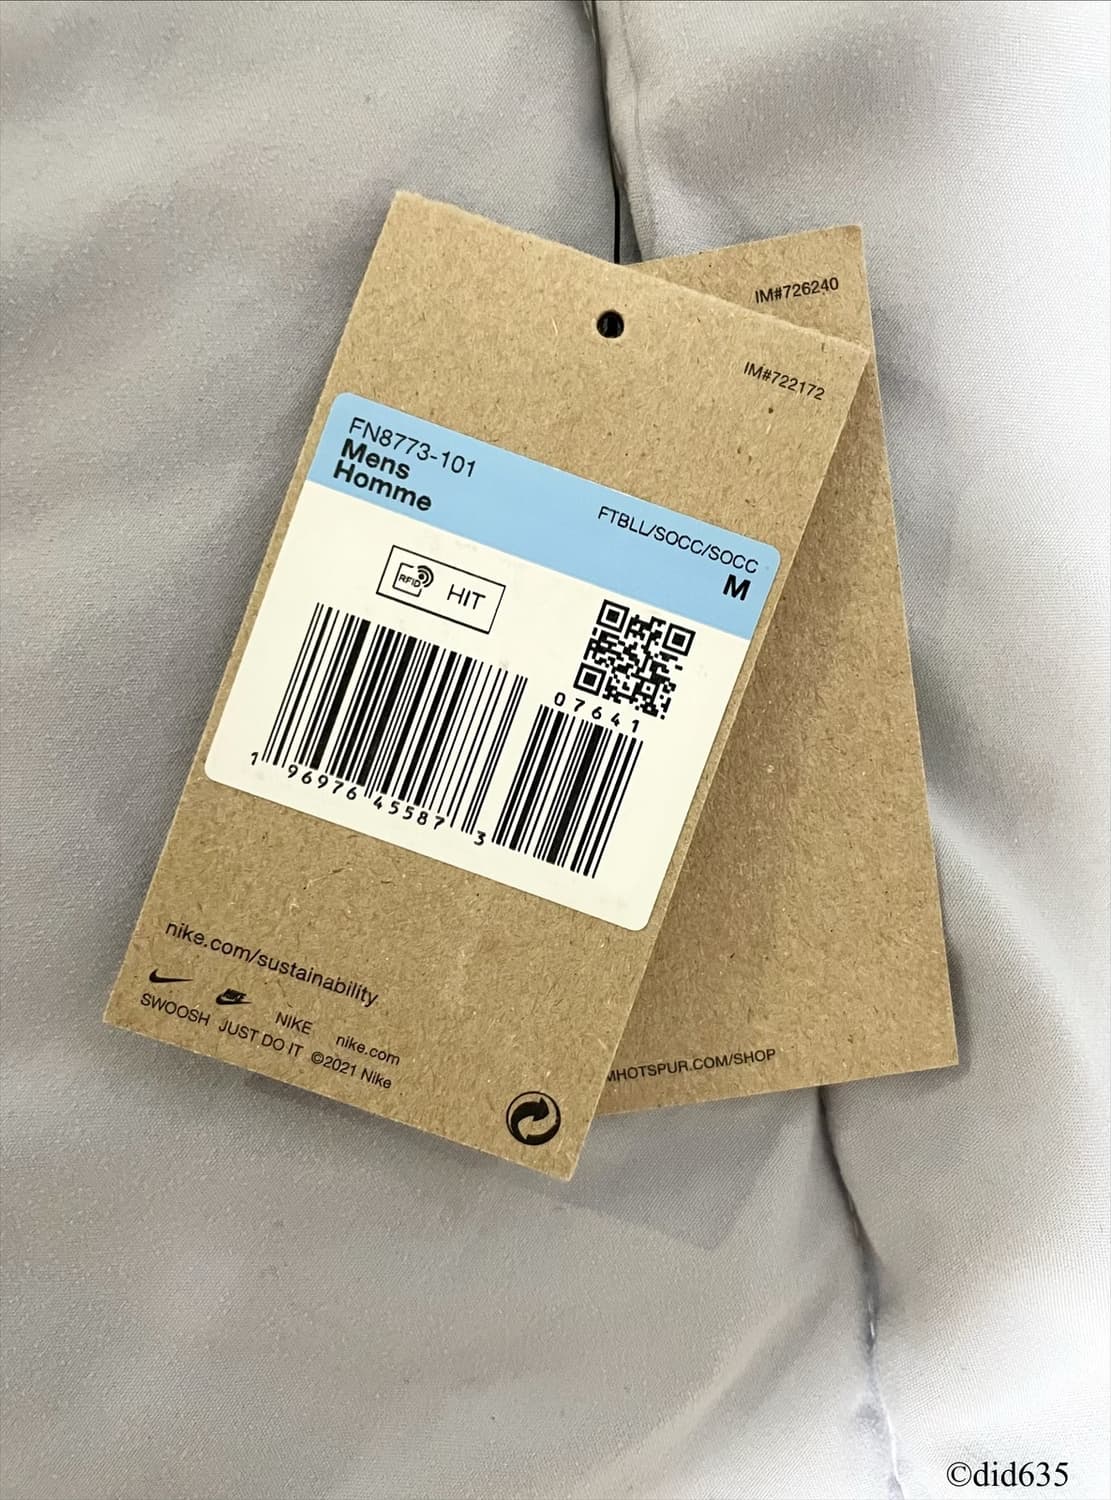 IM#726240
IM#722172
FN8773-101
Mens
Homme
FTBLL/SOCC/SOCC
M
RFID HIT
07641
1 96976 45587 3
nike.com/sustainability
NIKE nike.com
SWOOSH JUST DO IT ©2021 Nike
MHOTSPUR.COM/SHOP
©did635